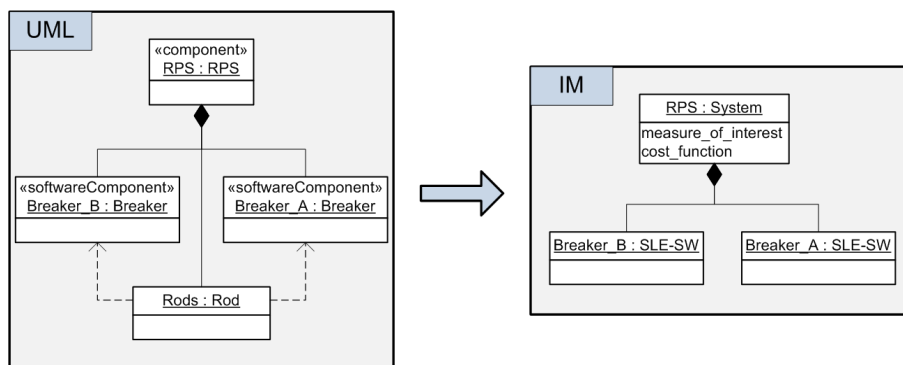 UML
«component»
RPS : RPS
«softwareComponent»
Breaker_B : Breaker
«softwareComponent»
Breaker_A : Breaker
Rods : Rod
IM
RPS : System
measure_of_interest
cost_function
Breaker_B : SLE-SW
Breaker_A : SLE-SW